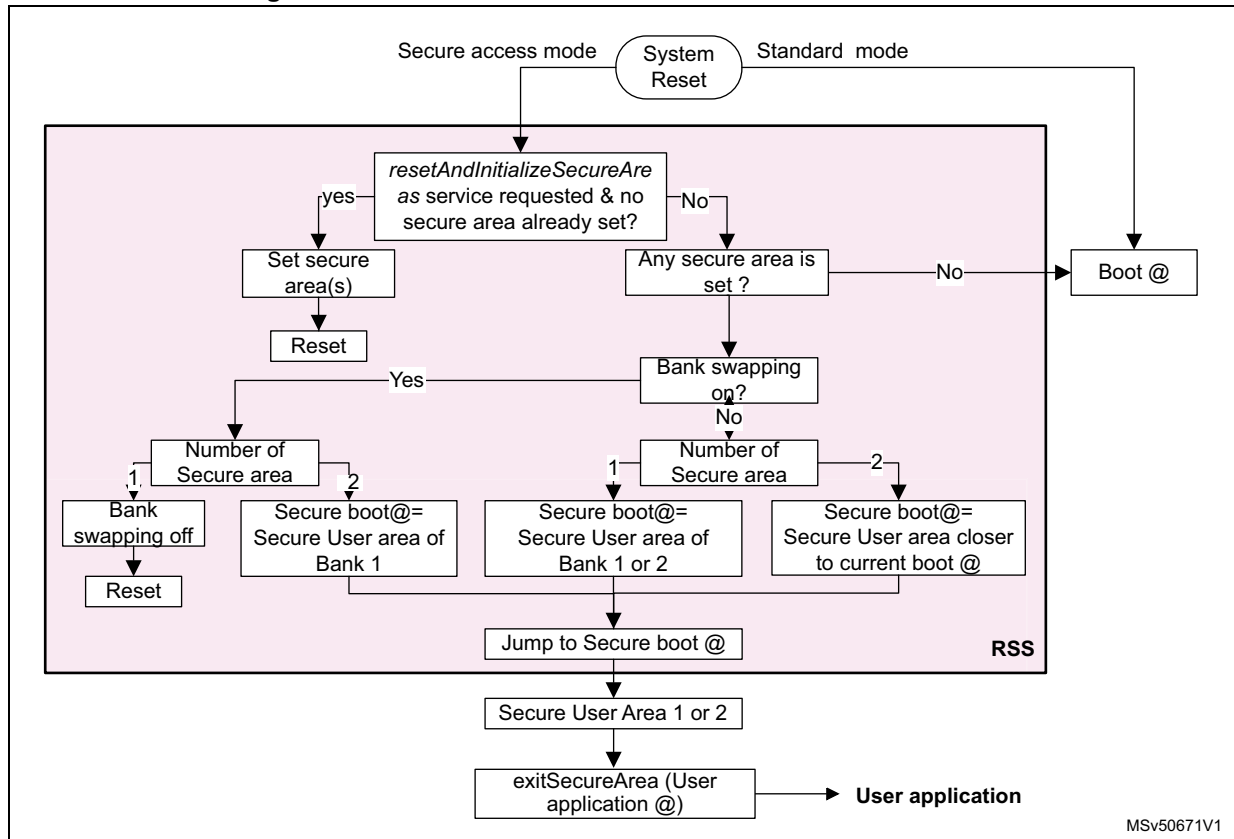 Secure access mode
System
Reset
Standard mode
resetAndInitializeSecureAre
as service requested & no
secure area already set?
yes
No
Set secure
area(s)
Any secure area is
set ?
No
Boot @
Reset
Bank swapping
on?
Yes
No
Number of
Secure area
Number of
Secure area
1
2
1
2
Bank
swapping off
Secure boot@=
Secure User area of
Bank 1
Secure boot@=
Secure User area of
Bank 1 or 2
Secure boot@=
Secure User area closer
to current boot @
Reset
Jump to Secure boot @
RSS
Secure User Area 1 or 2
exitSecureArea (User
application @)
User application
MSv50671V1